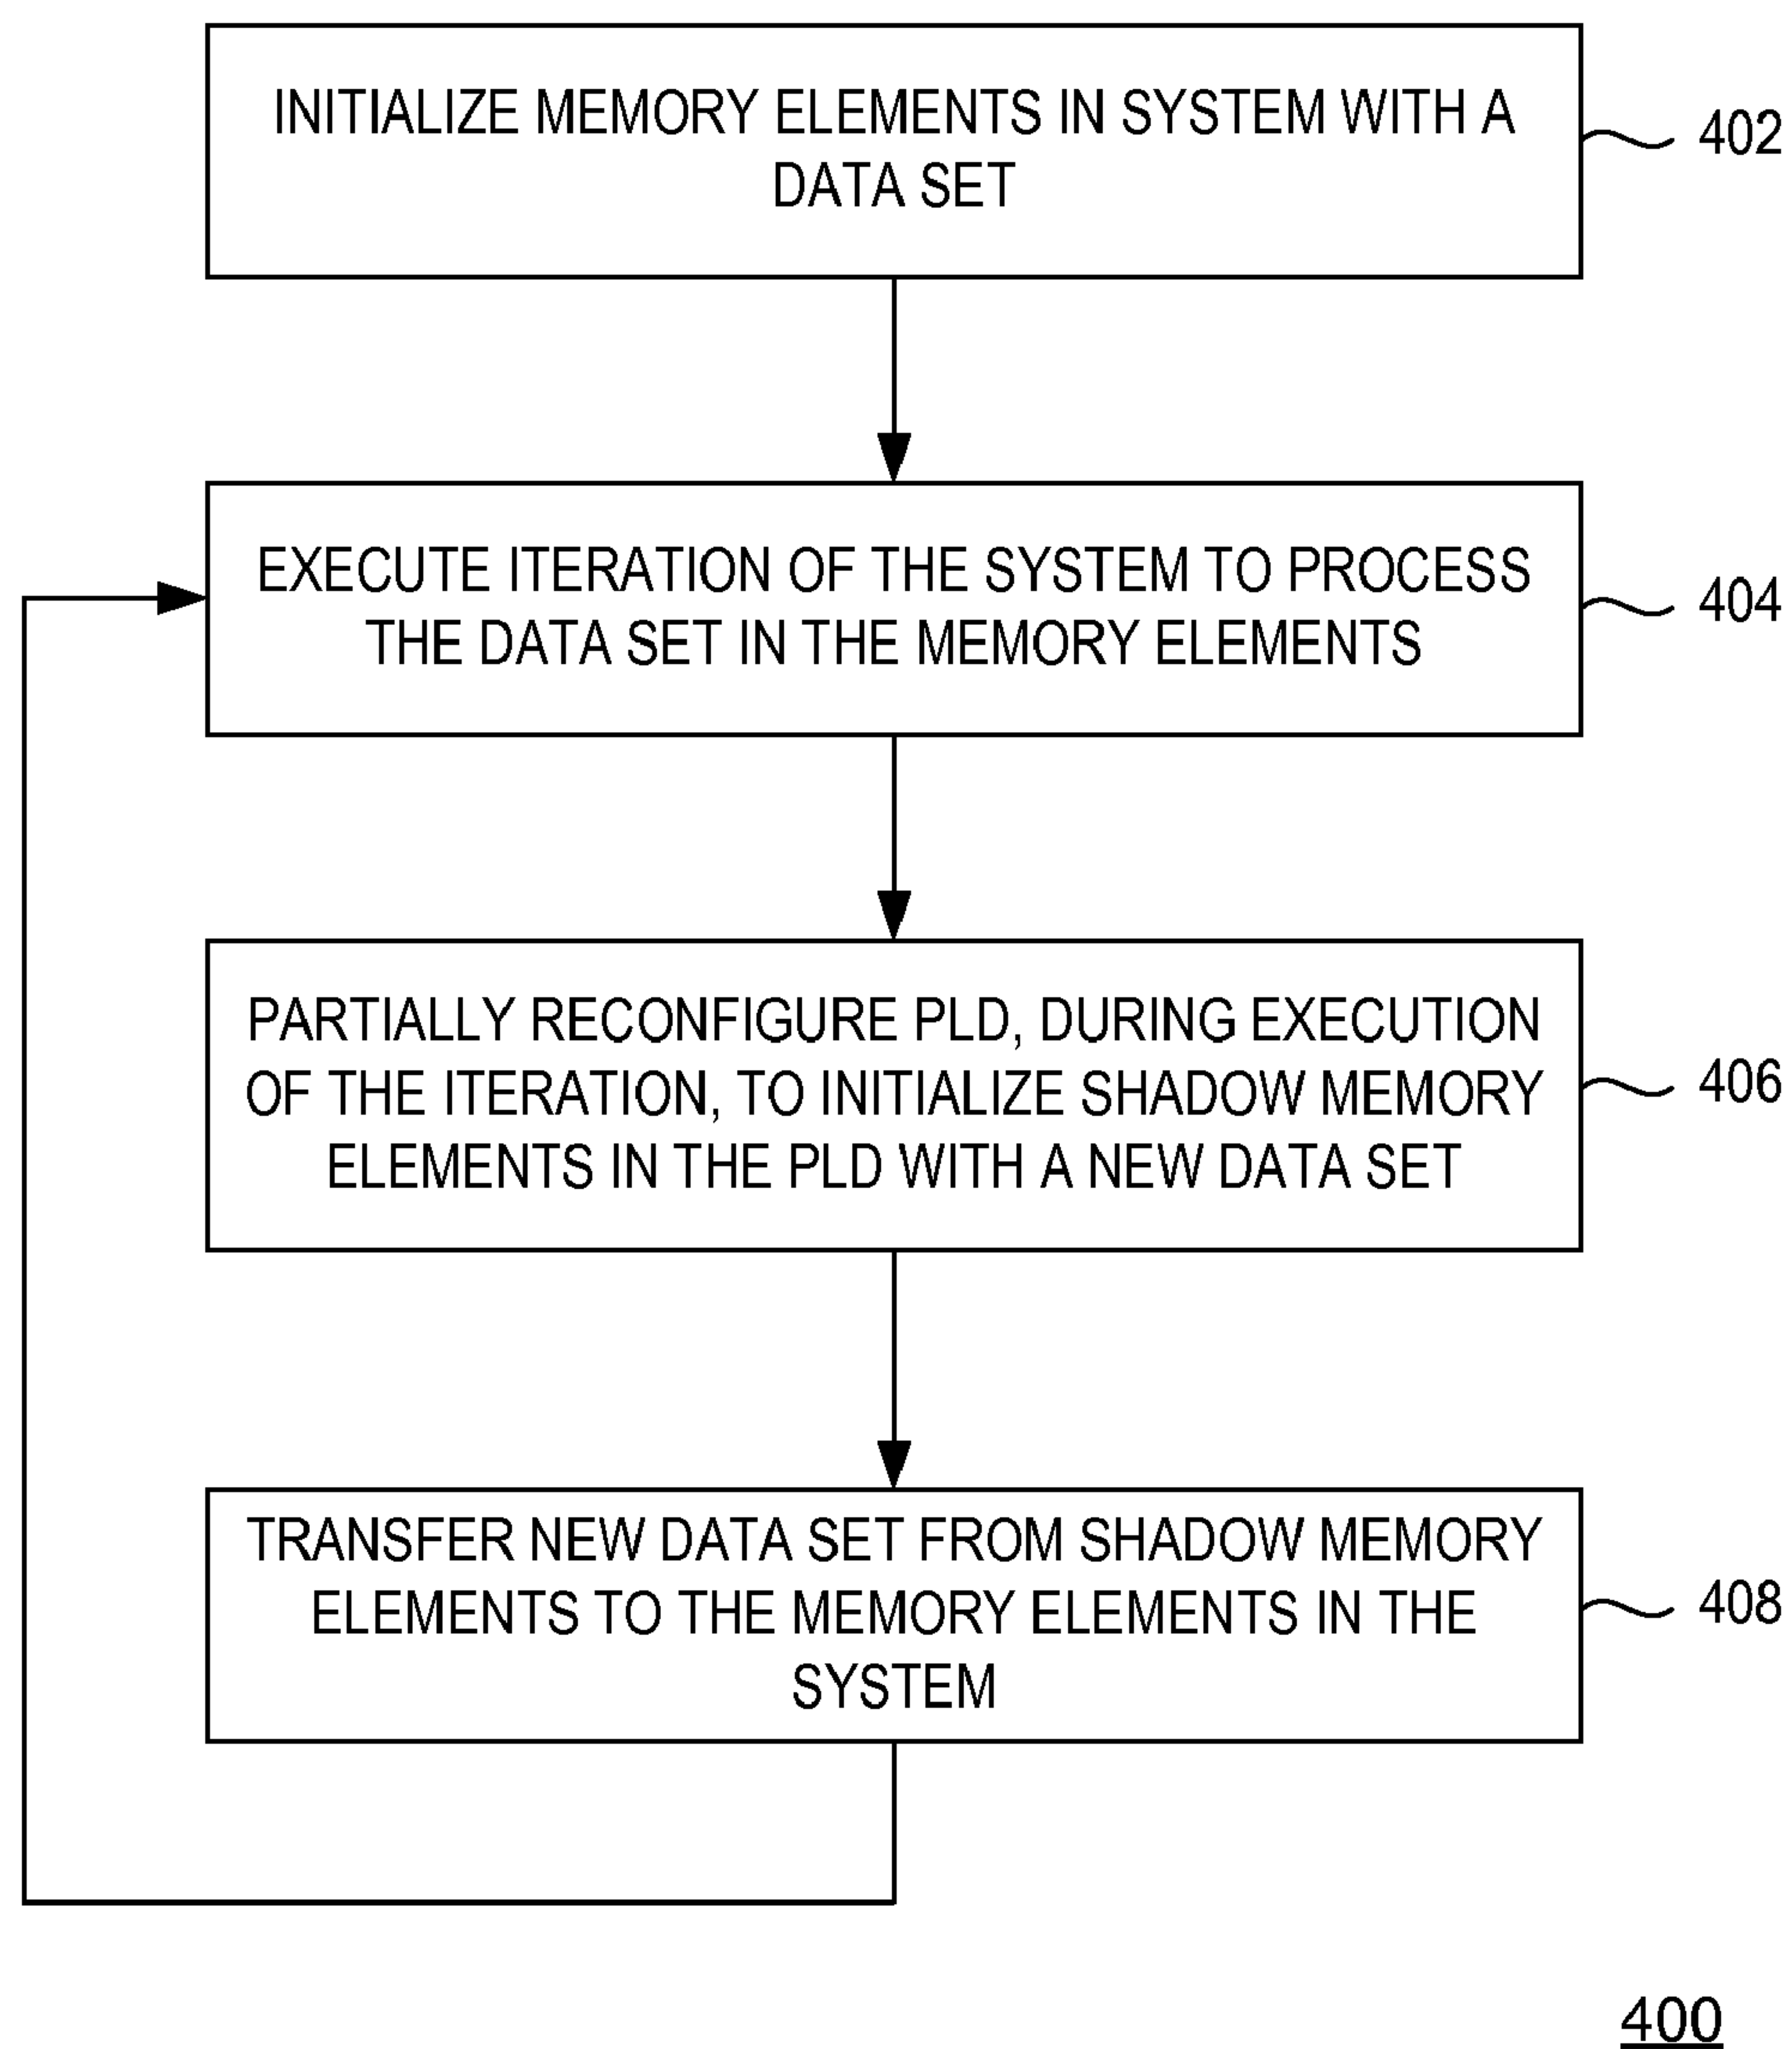 INITIALIZE MEMORY ELEMENTS IN SYSTEM WITH A
DATA SET
402
EXECUTE ITERATION OF THE SYSTEM TO PROCESS
THE DATA SET IN THE MEMORY ELEMENTS
404
PARTIALLY RECONFIGURE PLD, DURING EXECUTION
OF THE ITERATION, TO INITIALIZE SHADOW MEMORY
ELEMENTS IN THE PLD WITH A NEW DATA SET
406
TRANSFER NEW DATA SET FROM SHADOW MEMORY
ELEMENTS TO THE MEMORY ELEMENTS IN THE
SYSTEM
408
400